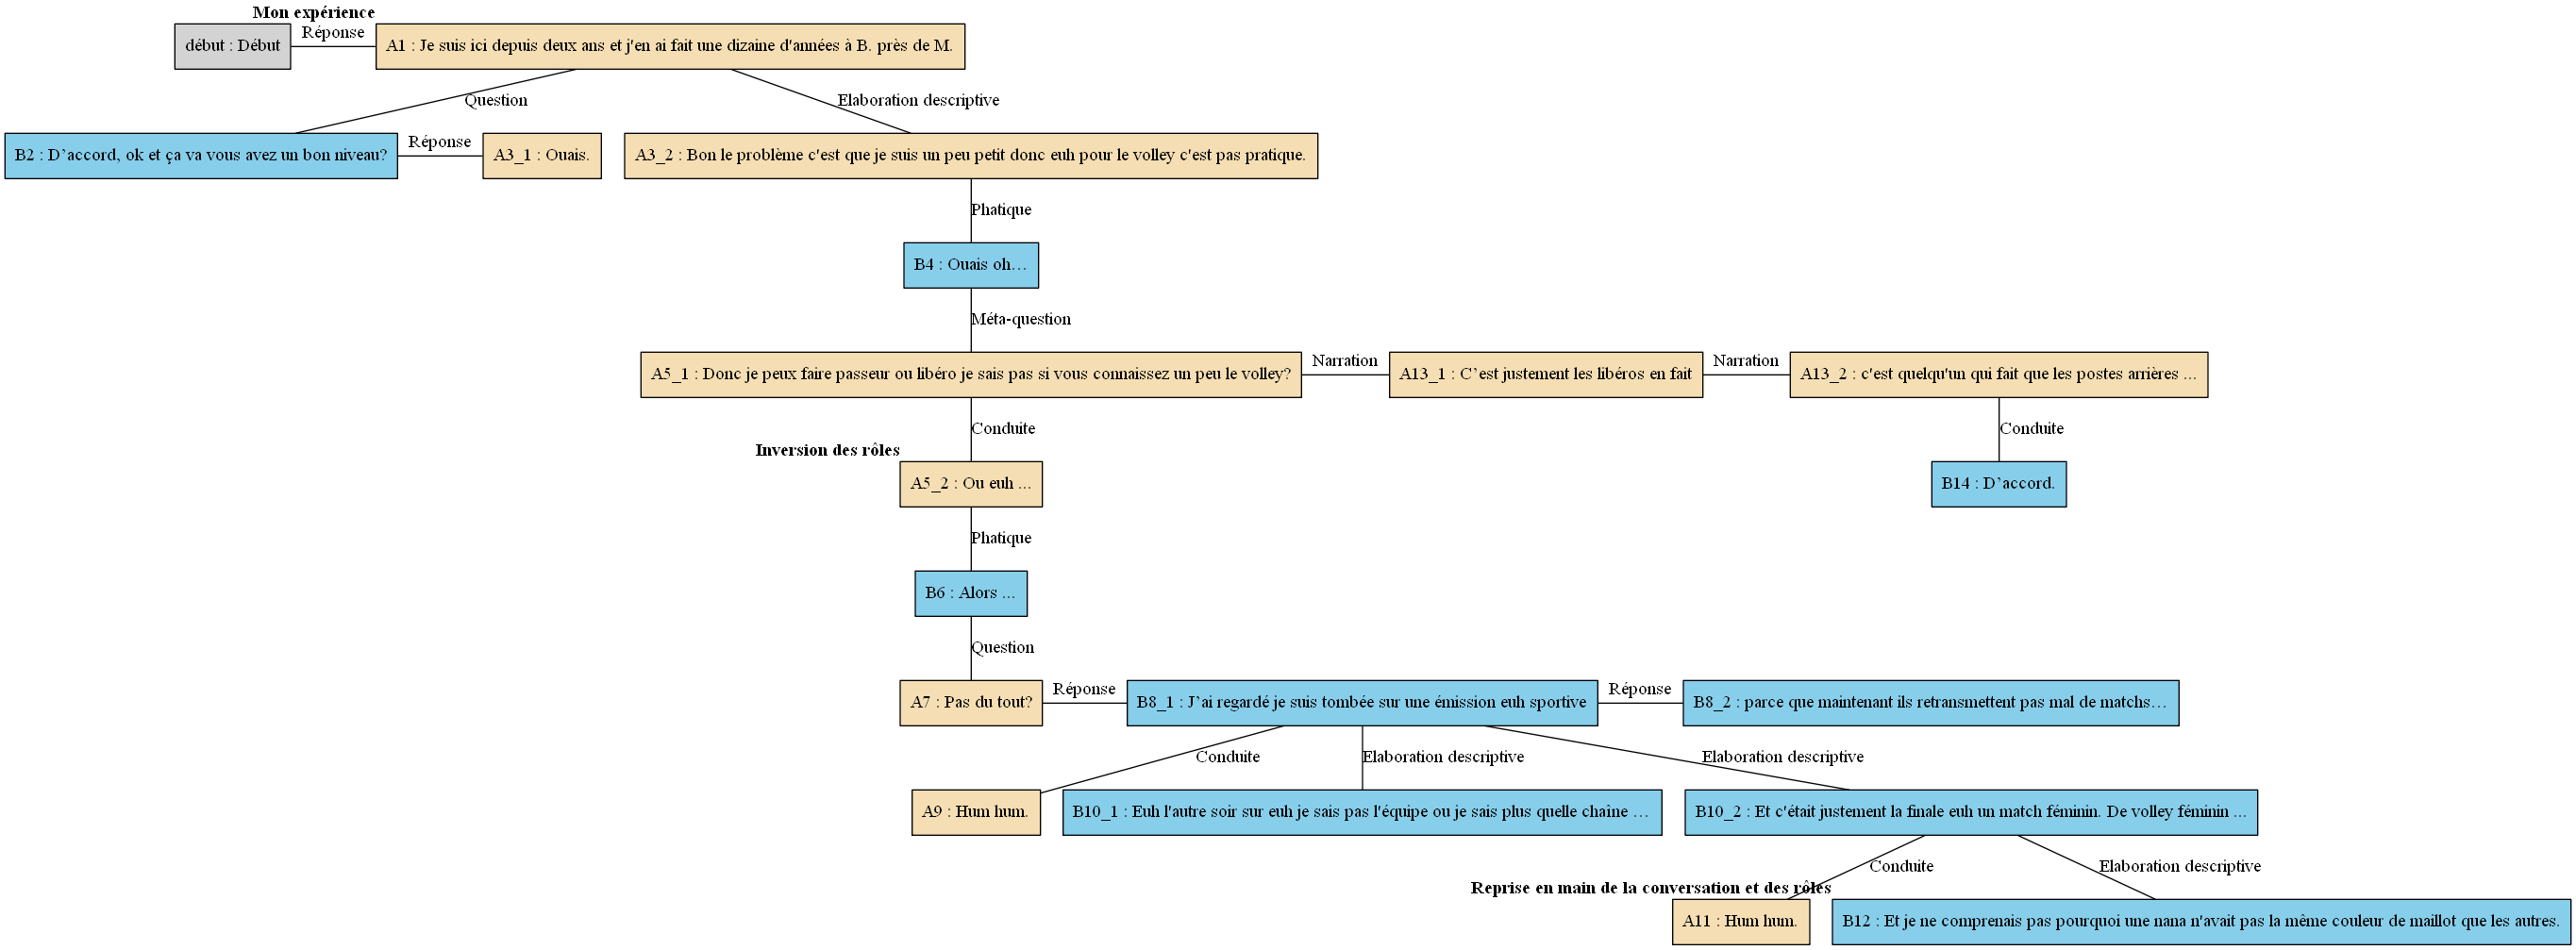 Mon expérience
début : Début
Réponse
A1 : Je suis ici depuis deux ans et j'en ai fait une dizaine d'années à B. près de M.
Question
Elaboration descriptive
B2 : D’accord, ok et ça va vous avez un bon niveau?
Réponse
A3_1 : Ouais.
A3_2 : Bon le problème c'est que je suis un peu petit donc euh pour le volley c'est pas pratique.
Phatique
B4 : Ouais oh…
Méta-question
A5_1 : Donc je peux faire passeur ou libéro je sais pas si vous connaissez un peu le volley?
Narration
A13_1 : C’est justement les libéros en fait
Narration
A13_2 : c'est quelqu'un qui fait que les postes arrières ...
Conduite
Conduite
Inversion des rôles
A5_2 : Ou euh ...
B14 : D’accord.
Phatique
B6 : Alors ...
Question
A7 : Pas du tout?
Réponse
B8_1 : J’ai regardé je suis tombée sur une émission euh sportive
Réponse
B8_2 : parce que maintenant ils retransmettent pas mal de matchs…
Conduite
Elaboration descriptive
Elaboration descriptive
A9 : Hum hum.
B10_1 : Euh l'autre soir sur euh je sais pas l'équipe ou je sais plus quelle chaîne …
B10_2 : Et c'était justement la finale euh un match féminin. De volley féminin ...
Conduite
Elaboration descriptive
Reprise en main de la conversation et des rôles
A11 : Hum hum.
B12 : Et je ne comprenais pas pourquoi une nana n'avait pas la même couleur de maillot que les autres.